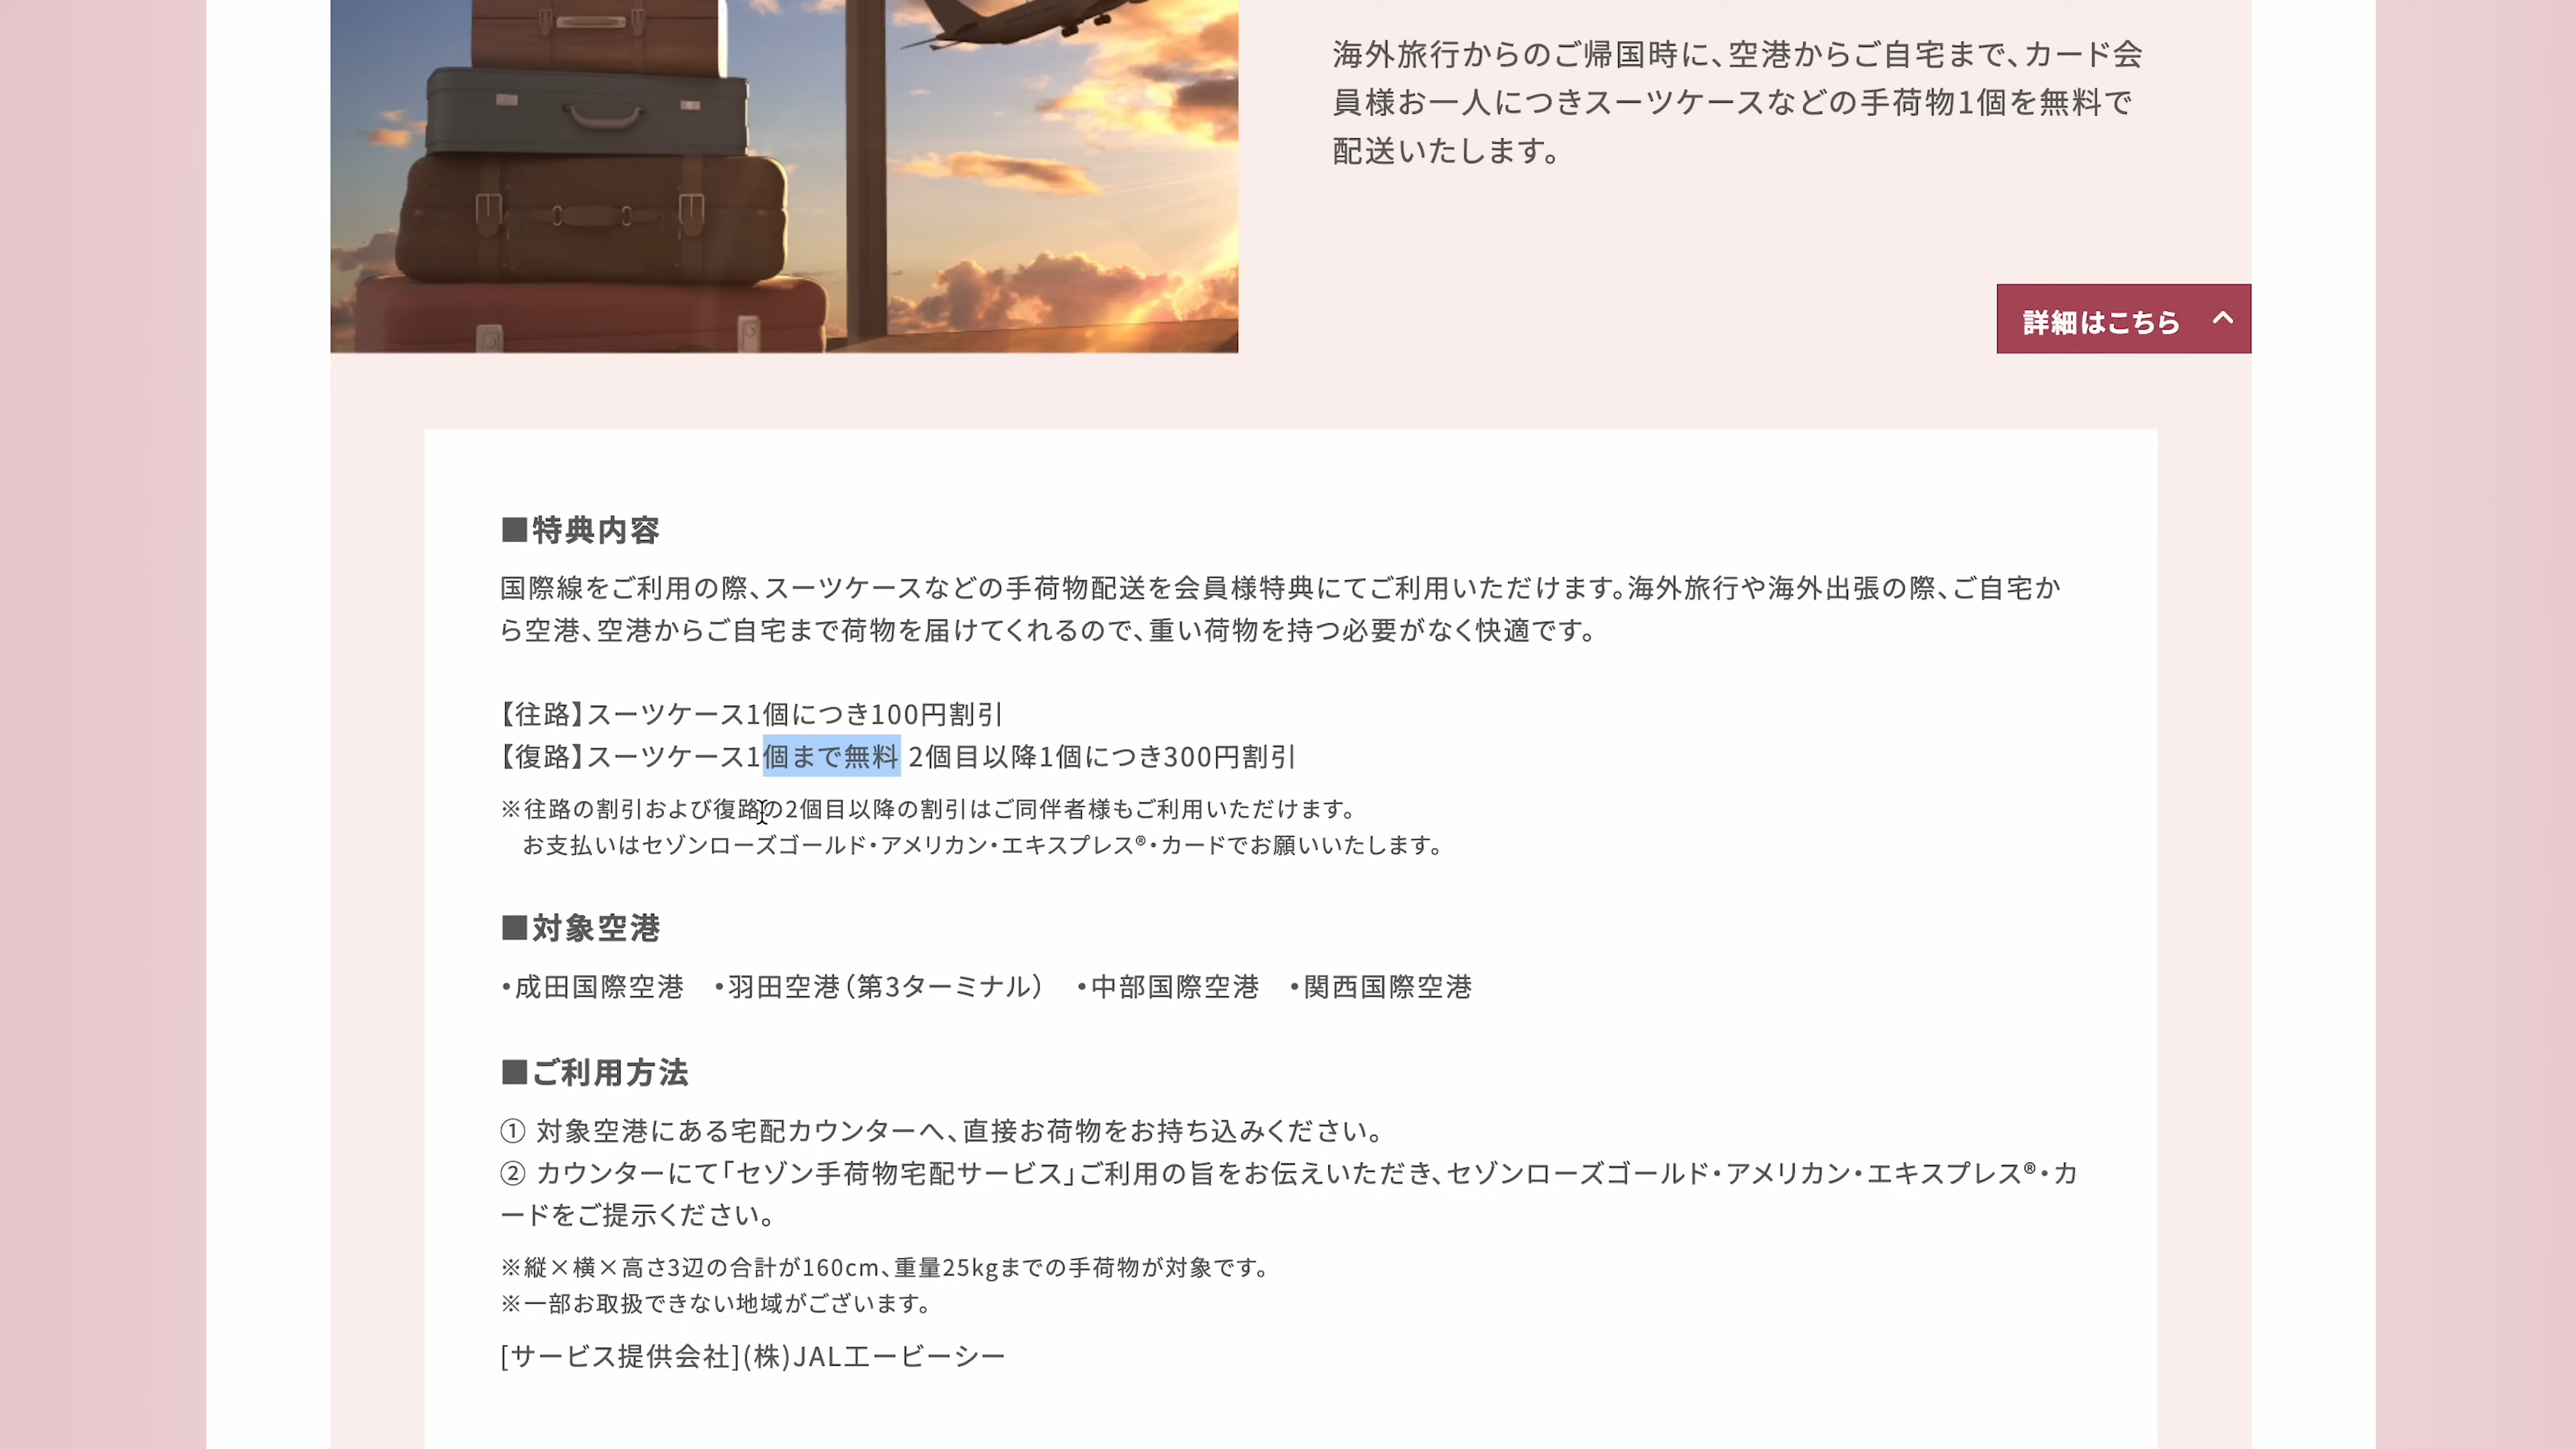 海外旅行からのご帰国時に、空港からご自宅まで、カード会
員様お一人につきスーツケースなどの手荷物1個を無料で
配送いたします。
詳細はこちら
■特典内容
国際線をご利用の際、スーツケースなどの手荷物配送を会員様特典にてご利用いただけます。海外旅行や海外出張の際、ご自宅か
ら空港、空港からご自宅まで荷物を届けてくれるので、重い荷物を持つ必要がなく快適です。
【往路】スーツケース1個につき100円割引
【復路】スーツケース1個まで無料 2個目以降1個につき300円割引
※往路の割引および復路の2個目以降の割引はご同伴者様もご利用いただけます。
お支払いはセゾンローズゴールド・アメリカン・エキスプレス®・カードでお願いいたします。
■対象空港
・成田国際空港　・羽田空港（第3ターミナル）　・中部国際空港　・関西国際空港
■ご利用方法
① 対象空港にある宅配カウンターへ、直接お荷物をお持ち込みください。
② カウンターにて「セゾン手荷物宅配サービス」ご利用の旨をお伝えいただき、セゾンローズゴールド・アメリカン・エキスプレス®・カ
ードをご提示ください。
※縦×横×高さ3辺の合計が160cm、重量25kgまでの手荷物が対象です。
※一部お取扱できない地域がございます。
[サービス提供会社](株)JALエービーシー